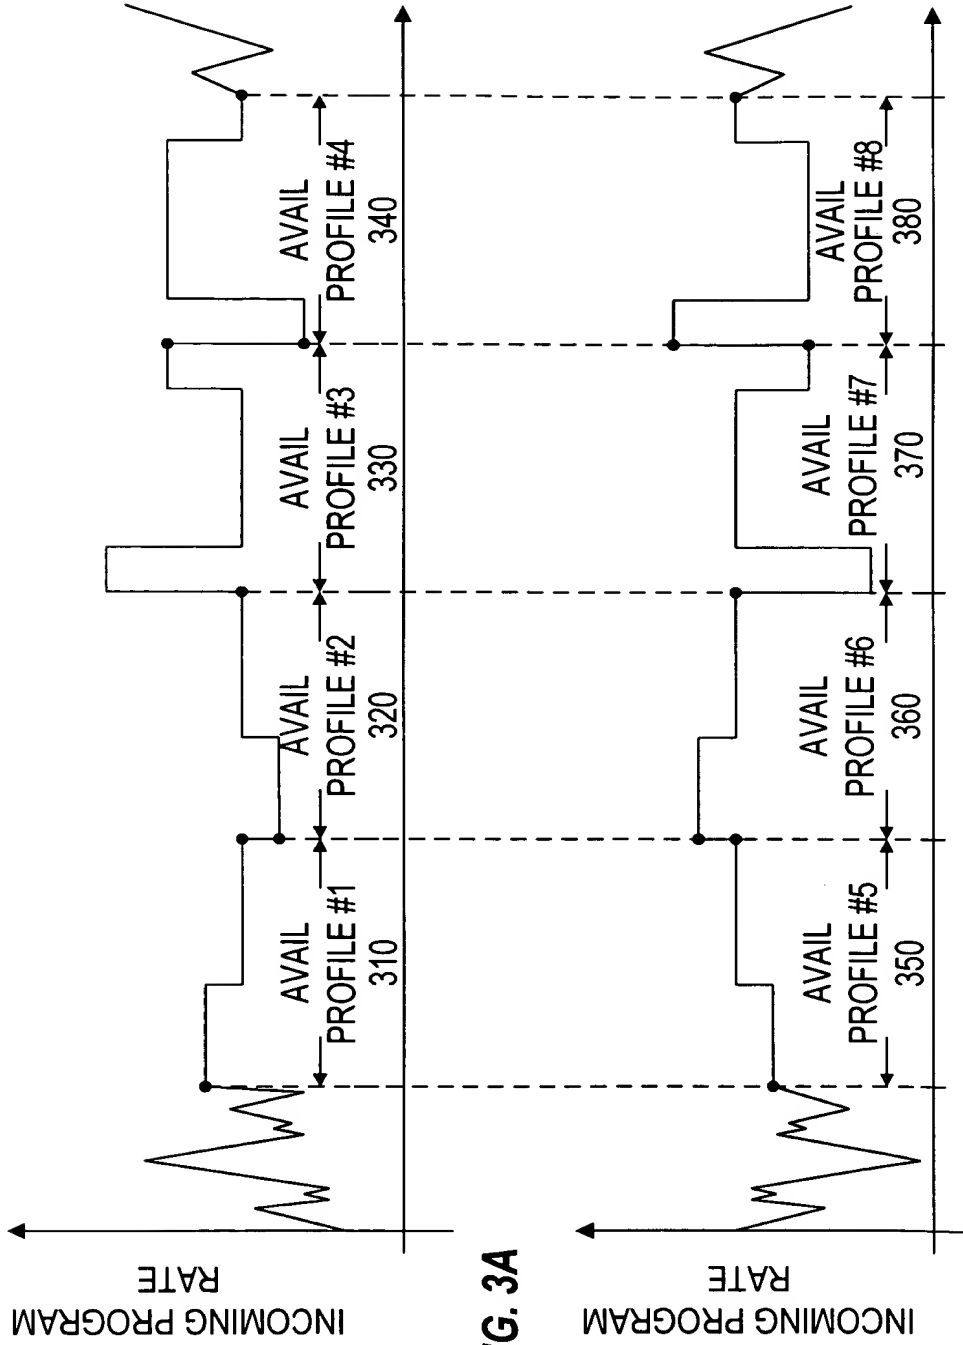 INCOMING PROGRAM
RATE
AVAIL
PROFILE #1
310
AVAIL
PROFILE #2
320
AVAIL
PROFILE #3
330
AVAIL
PROFILE #4
340
G. 3A
INCOMING PROGRAM
RATE
AVAIL
PROFILE #5
350
AVAIL
PROFILE #6
360
AVAIL
PROFILE #7
370
AVAIL
PROFILE #8
380